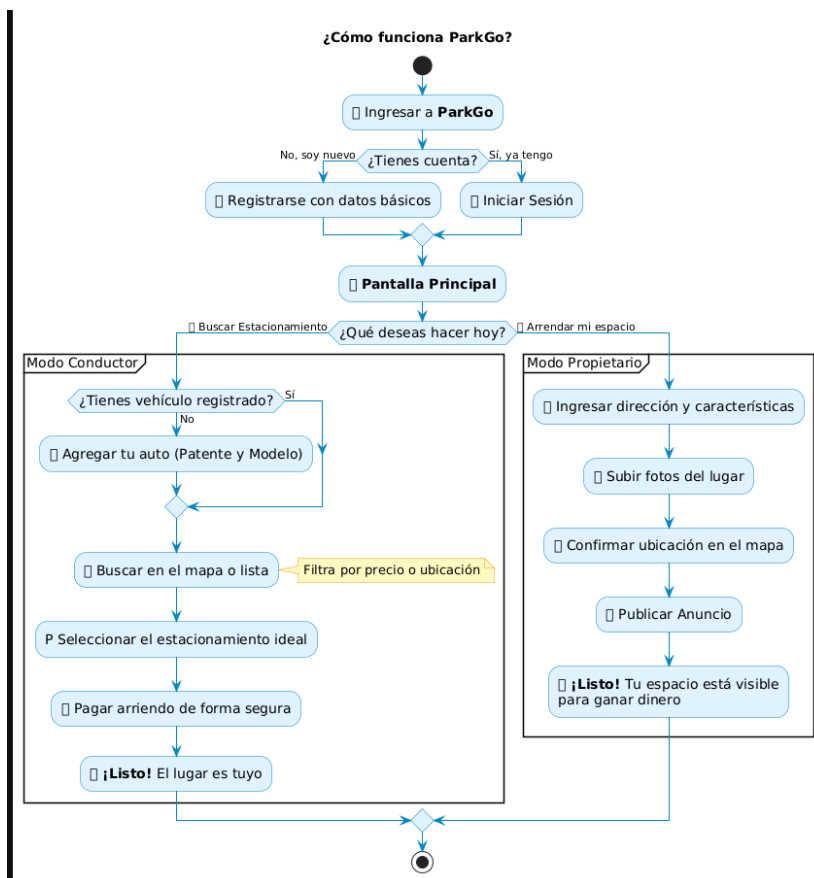 ¿Cómo funciona ParkGo?
Ingresar a ParkGo
¿Tienes cuenta?
No, soy nuevo
Sí, ya tengo
Registrarse con datos básicos
Iniciar Sesión
Pantalla Principal
¿Qué deseas hacer hoy?
Buscar Estacionamiento
Arrendar mi espacio
Modo Conductor
¿Tienes vehículo registrado?
Sí
No
Agregar tu auto (Patente y Modelo)
Buscar en el mapa o lista
Filtra por precio o ubicación
P Seleccionar el estacionamiento ideal
Pagar arriendo de forma segura
¡Listo! El lugar es tuyo
Modo Propietario
Ingresar dirección y características
Subir fotos del lugar
Confirmar ubicación en el mapa
Publicar Anuncio
¡Listo! Tu espacio está visible
para ganar dinero